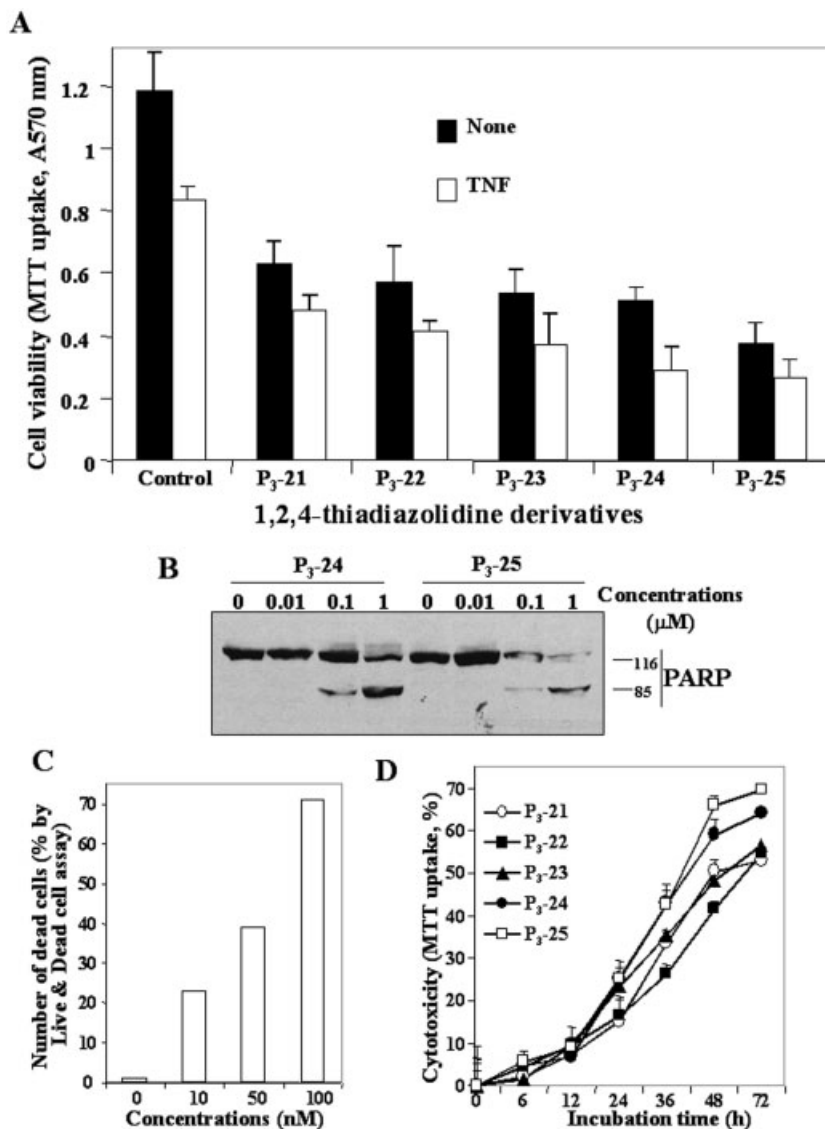 A
Cell viability (MTT uptake, A570 nm)
1.2
1
0.8
0.6
0.4
0.2
0
None
TNF
Control P₃-21 P₃-22 P₃-23 P₃-24 P₃-25
1,2,4-thiadiazolidine derivatives
B
P₃-24 P₃-25
0 0.01 0.1 1 0 0.01 0.1 1 Concentrations
(μM)
116
85
PARP
C
Number of dead cells (% by
Live & Dead cell assay)
70
60
50
40
30
20
10
0
0 10 50 100
Concentrations (nM)
D
Cytotoxicity (MTT uptake, %)
70
60
50
40
30
20
10
0
P₃-21
P₃-22
P₃-23
P₃-24
P₃-25
0 6 12 24 36 48 72
Incubation time (h)